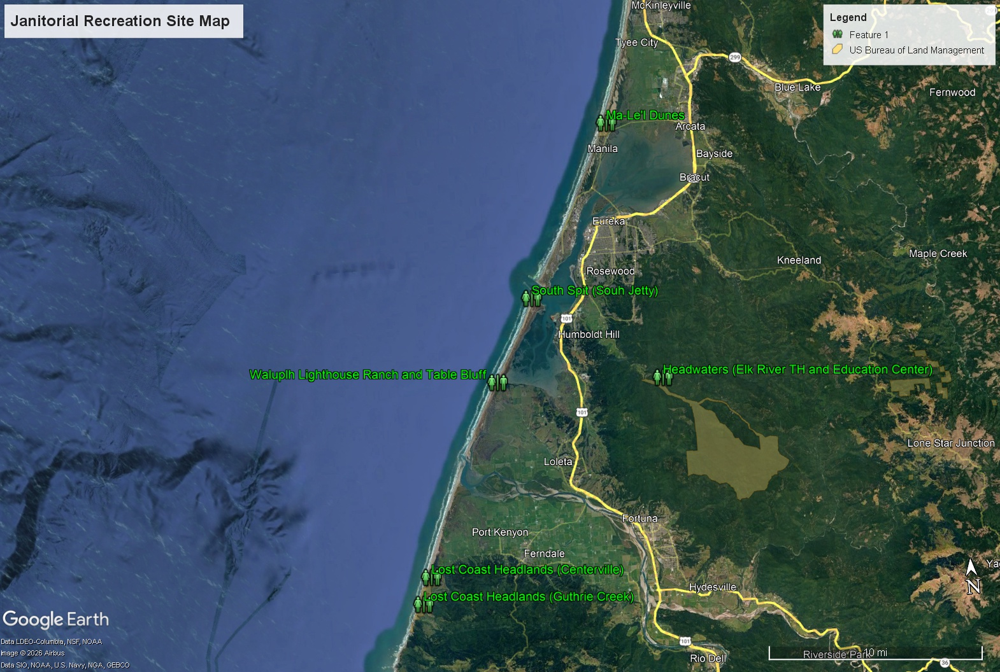 Janitorial Recreation Site Map
McKinleyville
Legend
Feature 1
US Bureau of Land Management
Tyee City
299
Blue Lake
Fernwood
Ma-Le'l Dunes
Arcata
Manila
Bayside
Bracut
Eureka
Maple Creek
Kneeland
Rosewood
South Spit (Souh Jetty)
101
Humboldt Hill
Waluplh Lighthouse Ranch and Table Bluff
Headwaters (Elk River TH and Education Center)
101
Lone Star Junction
Loleta
Fortuna
Port Kenyon
Ferndale
Lost Coast Headlands (Centerville)
Hydesville
Lost Coast Headlands (Guthrie Creek)
N
Google Earth
Data LDEO-Columbia, NSF, NOAA
Image © 2026 Airbus
Data SIO, NOAA, U.S. Navy, NGA, GEBCO
101
Rio Dell
Riverside Park
10 mi
36